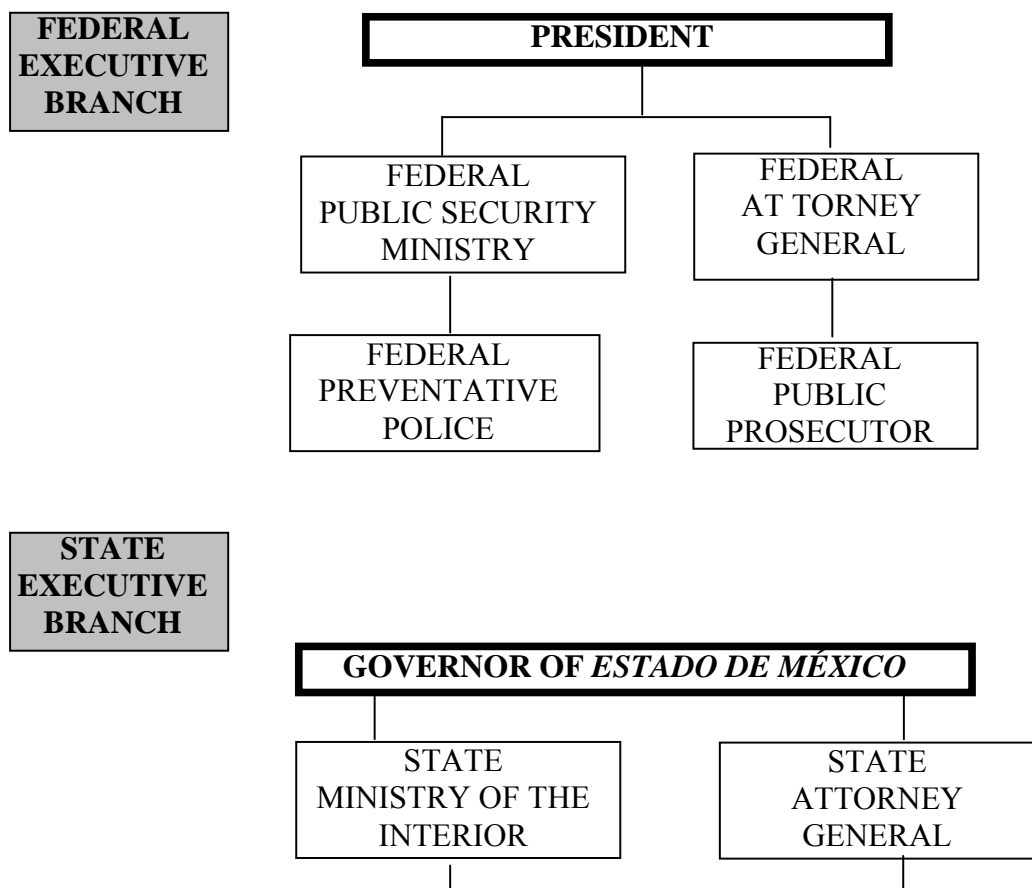 FEDERAL
EXECUTIVE
BRANCH
PRESIDENT
FEDERAL
PUBLIC SECURITY
MINISTRY
FEDERAL
AT TORNEY
GENERAL
FEDERAL
PREVENTATIVE
POLICE
FEDERAL
PUBLIC
PROSECUTOR
STATE
EXECUTIVE
BRANCH
GOVERNOR OF ESTADO DE MÉXICO
STATE
MINISTRY OF THE
INTERIOR
STATE
ATTORNEY
GENERAL